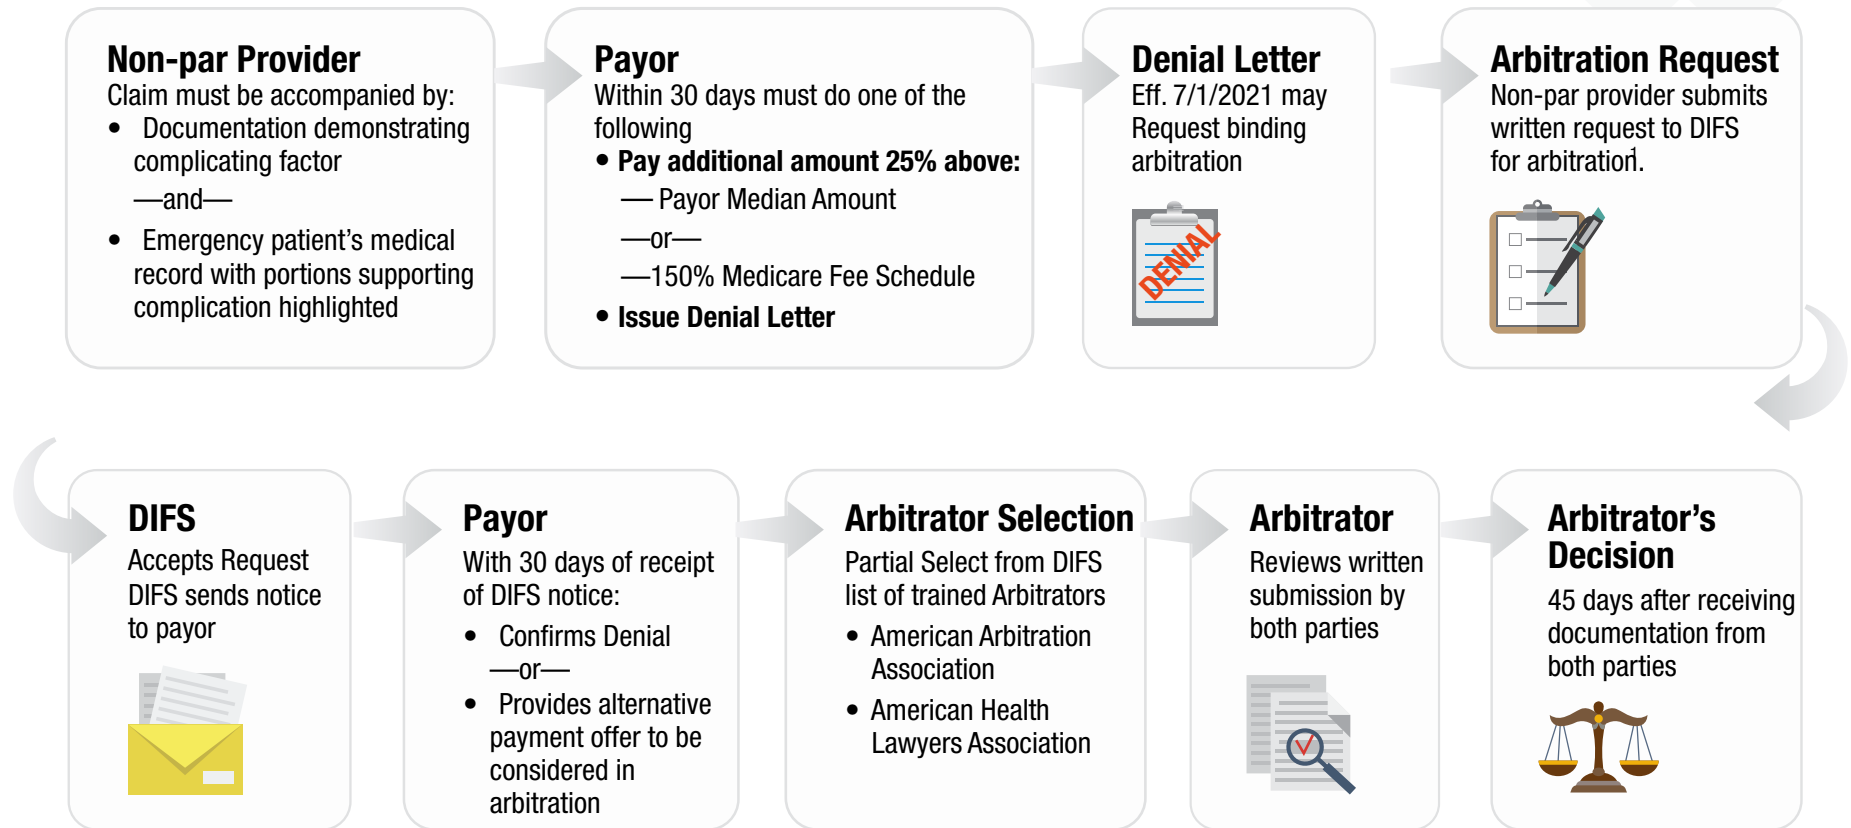 Non-par Provider
Claim must be accompanied by:
• Documentation demonstrating
complicating factor
—and—
• Emergency patient’s medical
record with portions supporting
complication highlighted
Payor
Within 30 days must do one of the
following
• Pay additional amount 25% above:
— Payor Median Amount
—or—
—150% Medicare Fee Schedule
• Issue Denial Letter
Denial Letter
Eff. 7/1/2021 may
Request binding
arbitration
DENIAL
Arbitration Request
Non-par provider submits
written request to DIFS
for arbitration1.
DIFS
Accepts Request
DIFS sends notice
to payor
Payor
With 30 days of receipt
of DIFS notice:
• Confirms Denial
—or—
• Provides alternative
payment offer to be
considered in
arbitration
Arbitrator Selection
Partial Select from DIFS
list of trained Arbitrators
• American Arbitration
Association
• American Health
Lawyers Association
Arbitrator
Reviews written
submission by
both parties
Arbitrator’s
Decision
45 days after receiving
documentation from
both parties